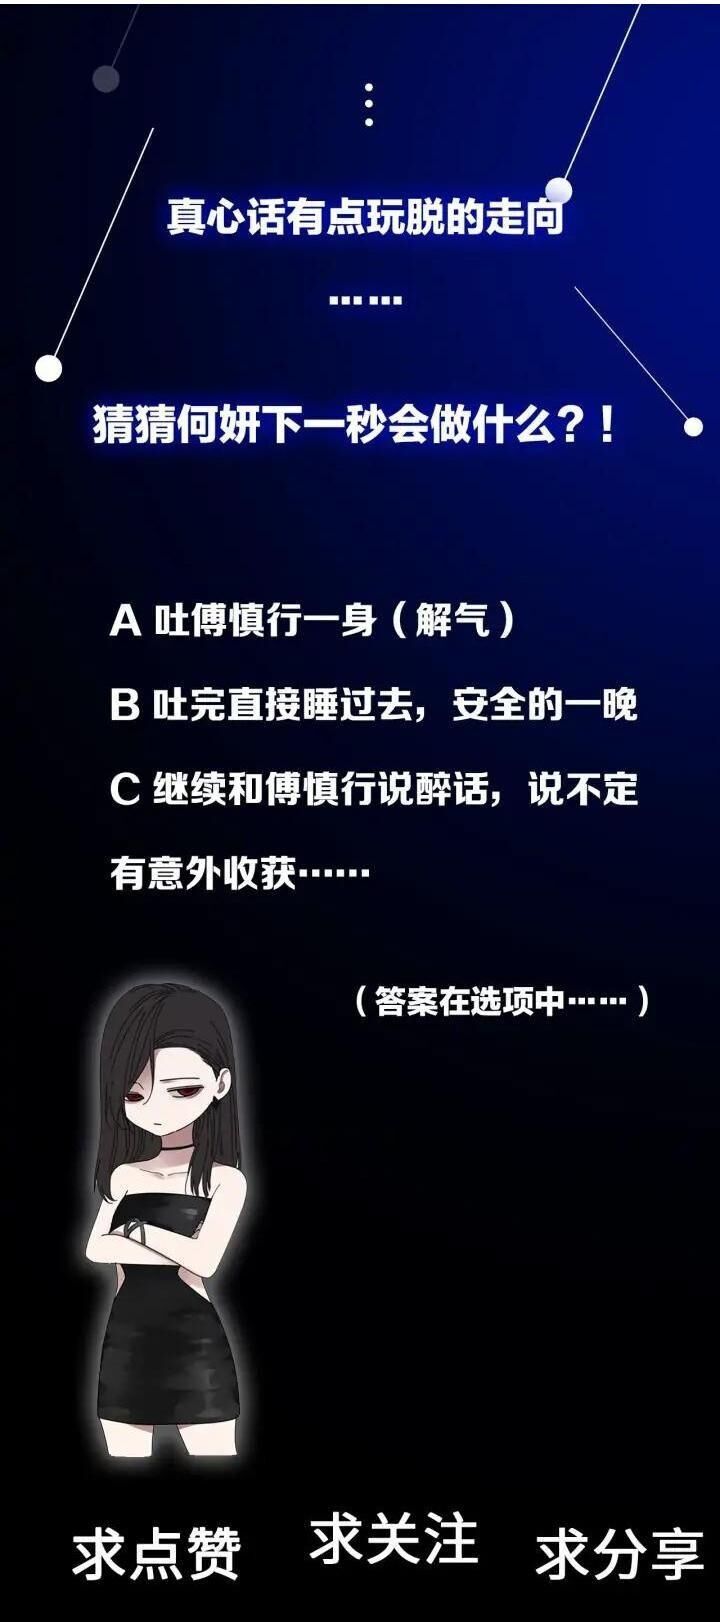 真心话有点玩脱的走向
……
猜猜何妍下一秒会做什么？！
A 吐傅慎行一身（解气）
B 吐完直接睡过去，安全的一晚
C 继续和傅慎行说醉话，说不定
有意外收获……
（答案在选项中……）
求点赞 求关注 求分享